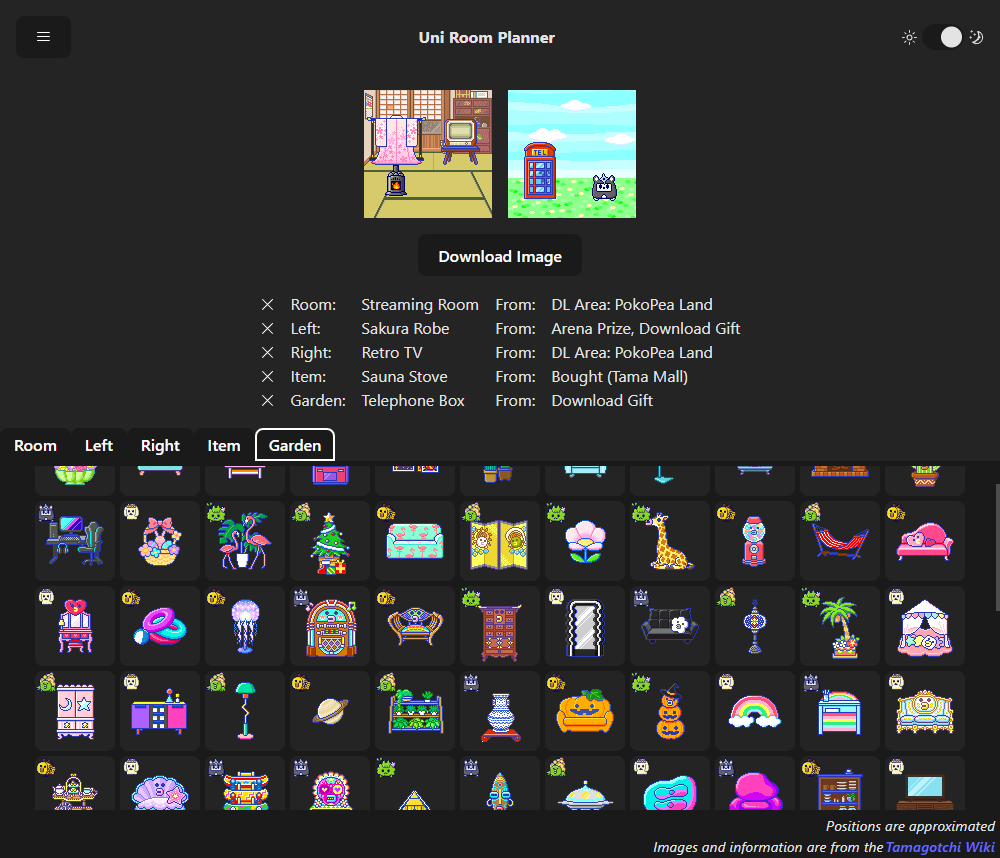 Uni Room Planner
TEL
Download Image
Room: Streaming Room From: DL Area: PokoPea Land
Left: Sakura Robe From: Arena Prize, Download Gift
Right: Retro TV From: DL Area: PokoPea Land
Item: Sauna Stove From: Bought (Tama Mall)
Garden: Telephone Box From: Download Gift
Room Left Right Item Garden
Positions are approximated
Images and information are from the Tamagotchi Wiki